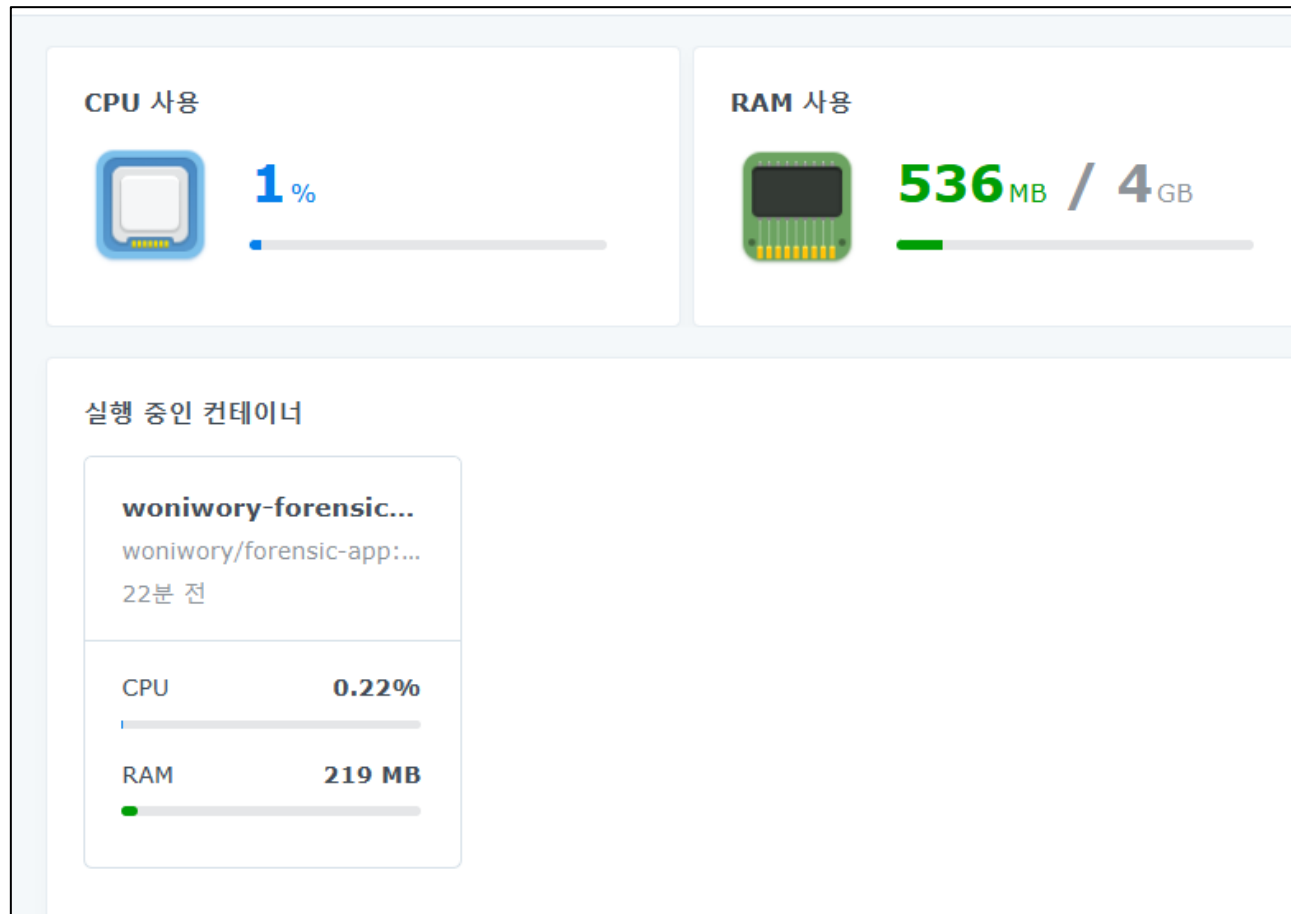 CPU 사용
1 %
RAM 사용
536 MB / 4 GB
실행 중인 컨테이너
woniwory-forensic...
woniwory/forensic-app:...
22분 전
CPU 0.22%
RAM 219 MB